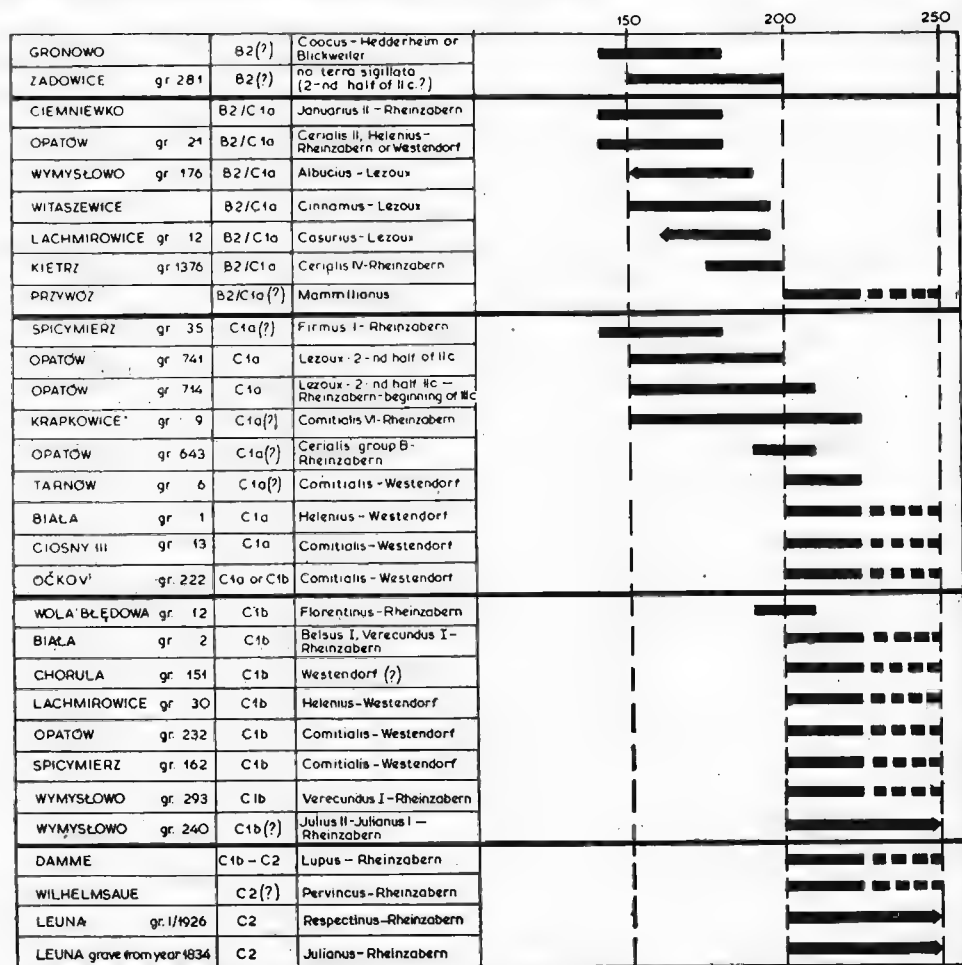 150 200 250
GRONOWO B2(?) Coocus - Hedderheim or
Blickweiler
ZADOWICE gr 281 B2(?) no terra sigillata
(2-nd half of II c.?)
CIEMNIEWKO B2/C1a Januarius II - Rheinzabern
OPATÓW gr 21 B2/C1a Cerialis II, Helenius-
Rheinzabern or Westendorf
WYMYSŁOWO gr 176 B2/C1a Albucius - Lezoux
WITASZEWICE B2/C1a Cinnamus - Lezoux
LACHMIROWICE gr 12 B2/C1a Casurius - Lezoux
KIETRZ gr 1376 B2/C1a Cerialis IV-Rheinzabern
PRZYWÓZ B2/C1a(?) Mammilianus
SPICYMIERZ gr 35 C1a(?) Firmus I - Rheinzabern
OPATÓW gr 741 C1a Lezoux - 2-nd half of IIc
OPATÓW gr 714 C1a Lezoux - 2-nd half IIc —
Rheinzabern-beginning of IIIc
KRAPKOWICE gr 9 C1a(?) Comitialis VI-Rheinzabern
OPATÓW gr 643 C1a(?) Cerialis group B-
Rheinzabern
TARNÓW gr 6 C1a(?) Comitialis - Westendorf
BIAŁA gr 1 C1a Helenius - Westendorf
CIOSNY III gr 13 C1a Comitialis - Westendorf
OČKOV gr. 222 C1a or C1b Comitialis - Westendorf
WOLA BŁĘDOWA gr. 12 C1b Florentinus - Rheinzabern
BIAŁA gr 2 C1b Belsus I, Verecundus I -
Rheinzabern
CHORULA gr. 151 C1b Westendorf (?)
LACHMIROWICE gr 30 C1b Helenius-Westendorf
OPATÓW gr. 232 C1b Comitialis - Westendorf
SPICYMIERZ gr. 162 C1b Comitialis - Westendorf
WYMYSŁOWO gr. 293 C1b Verecundus I - Rheinzabern
WYMYSŁOWO gr. 240 C1b(?) Julius II-Julianus I —
Rheinzabern
DAMME C1b - C2 Lupus - Rheinzabern
WILHELMSAUE C2(?) Pervincus-Rheinzabern
LEUNA gr. I/1926 C2 Respectinus-Rheinzabern
LEUNA grave from year 1834 C2 Julianus - Rheinzabern